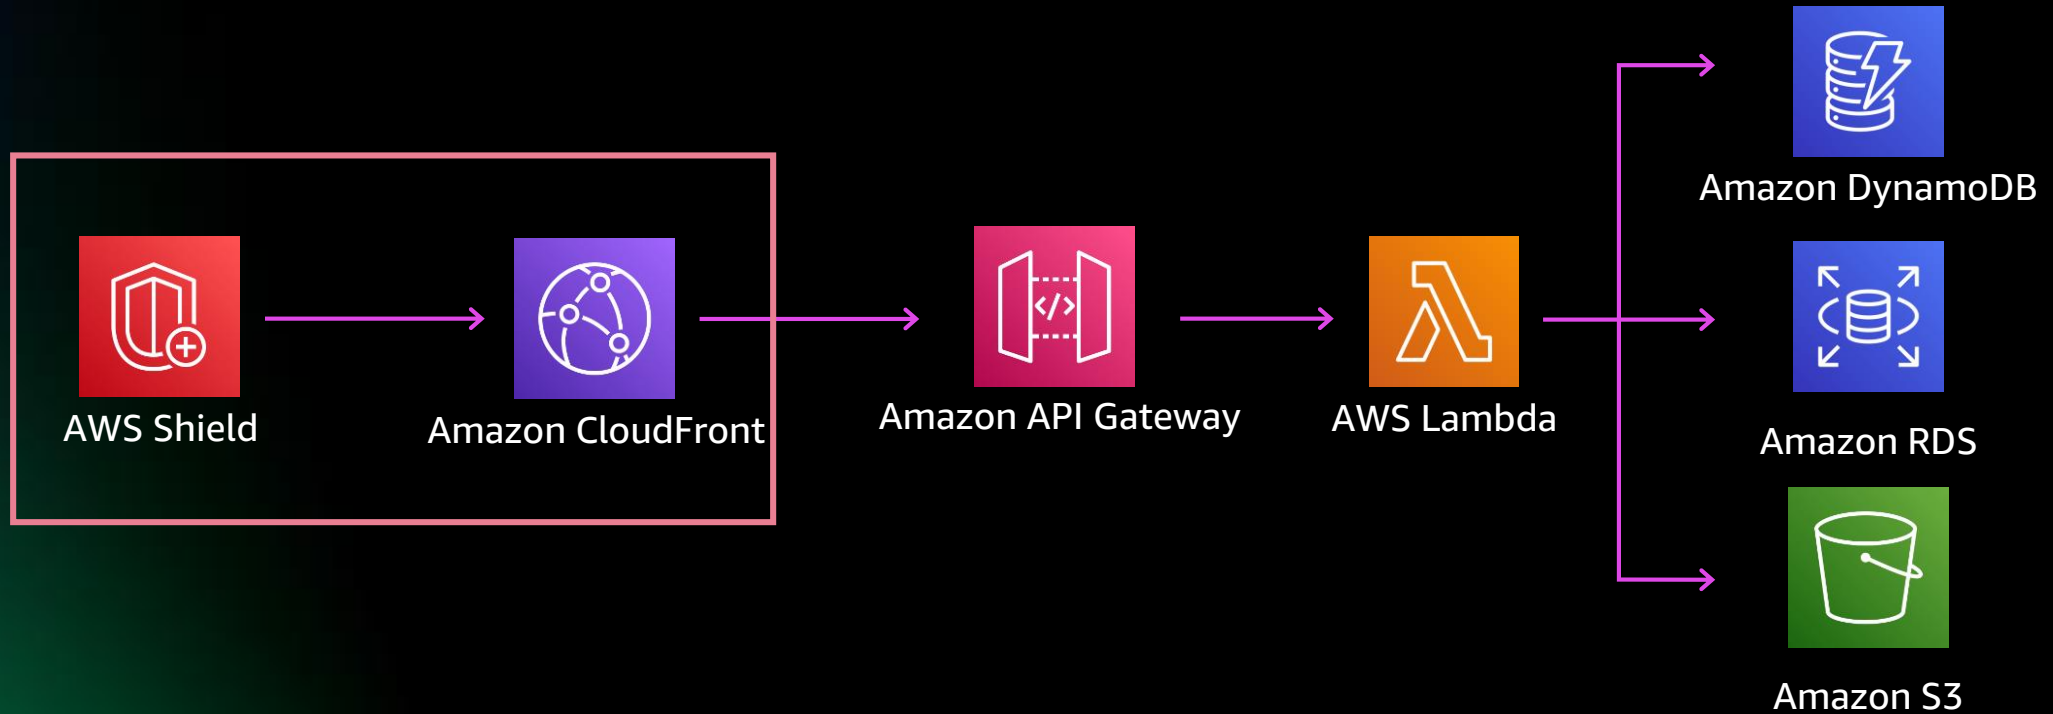 AWS Shield
Amazon CloudFront
</>
Amazon API Gateway
AWS Lambda
Amazon DynamoDB
Amazon RDS
Amazon S3